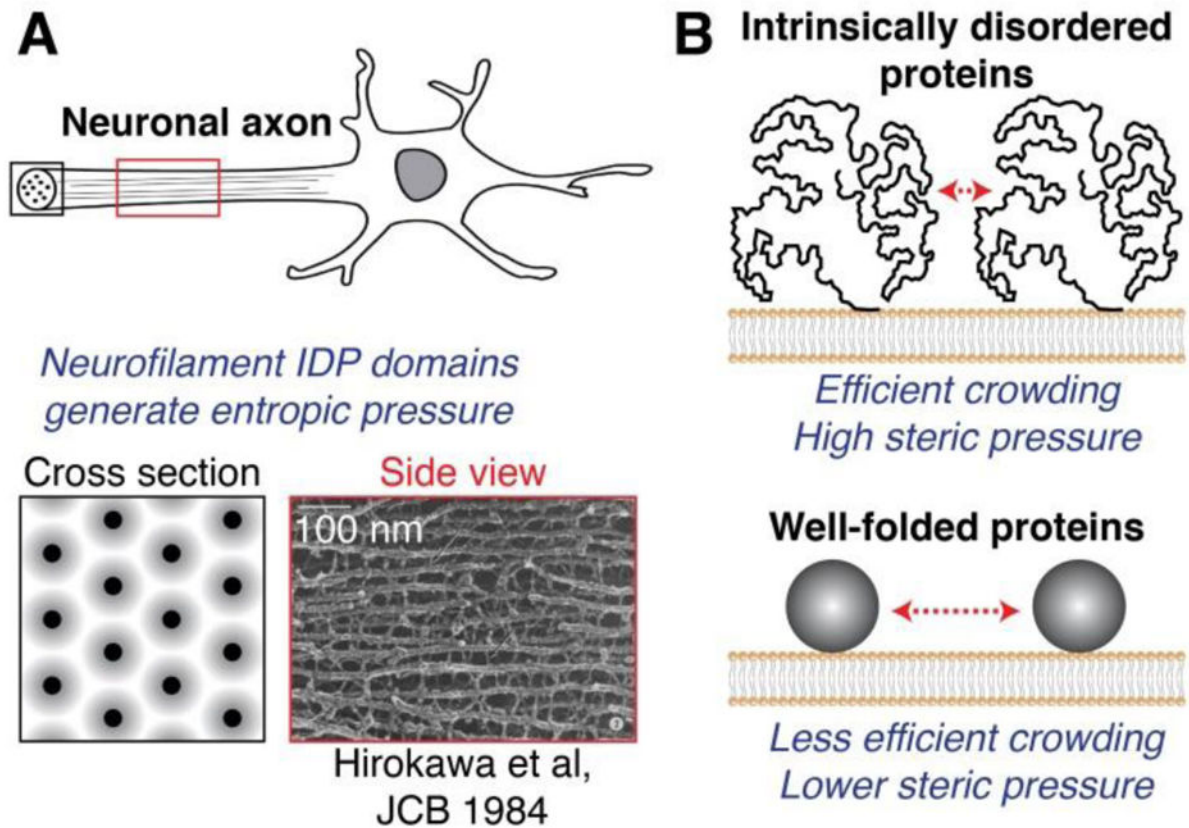 A
Neuronal axon
Neurofilament IDP domains
generate entropic pressure
Cross section
Side view
100 nm
Hirokawa et al,
JCB 1984
B
Intrinsically disordered
proteins
Efficient crowding
High steric pressure
Well-folded proteins
Less efficient crowding
Lower steric pressure